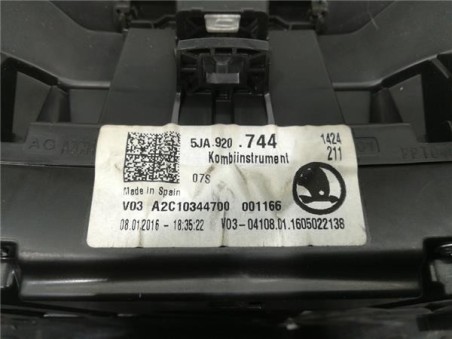 5JA.920 .744
1424
Kombiinstrument
211
07S
Made in Spain
V03 A2C10344700 001166
08.01.2016 - 18:35:22 V03-04108.01.1605022138